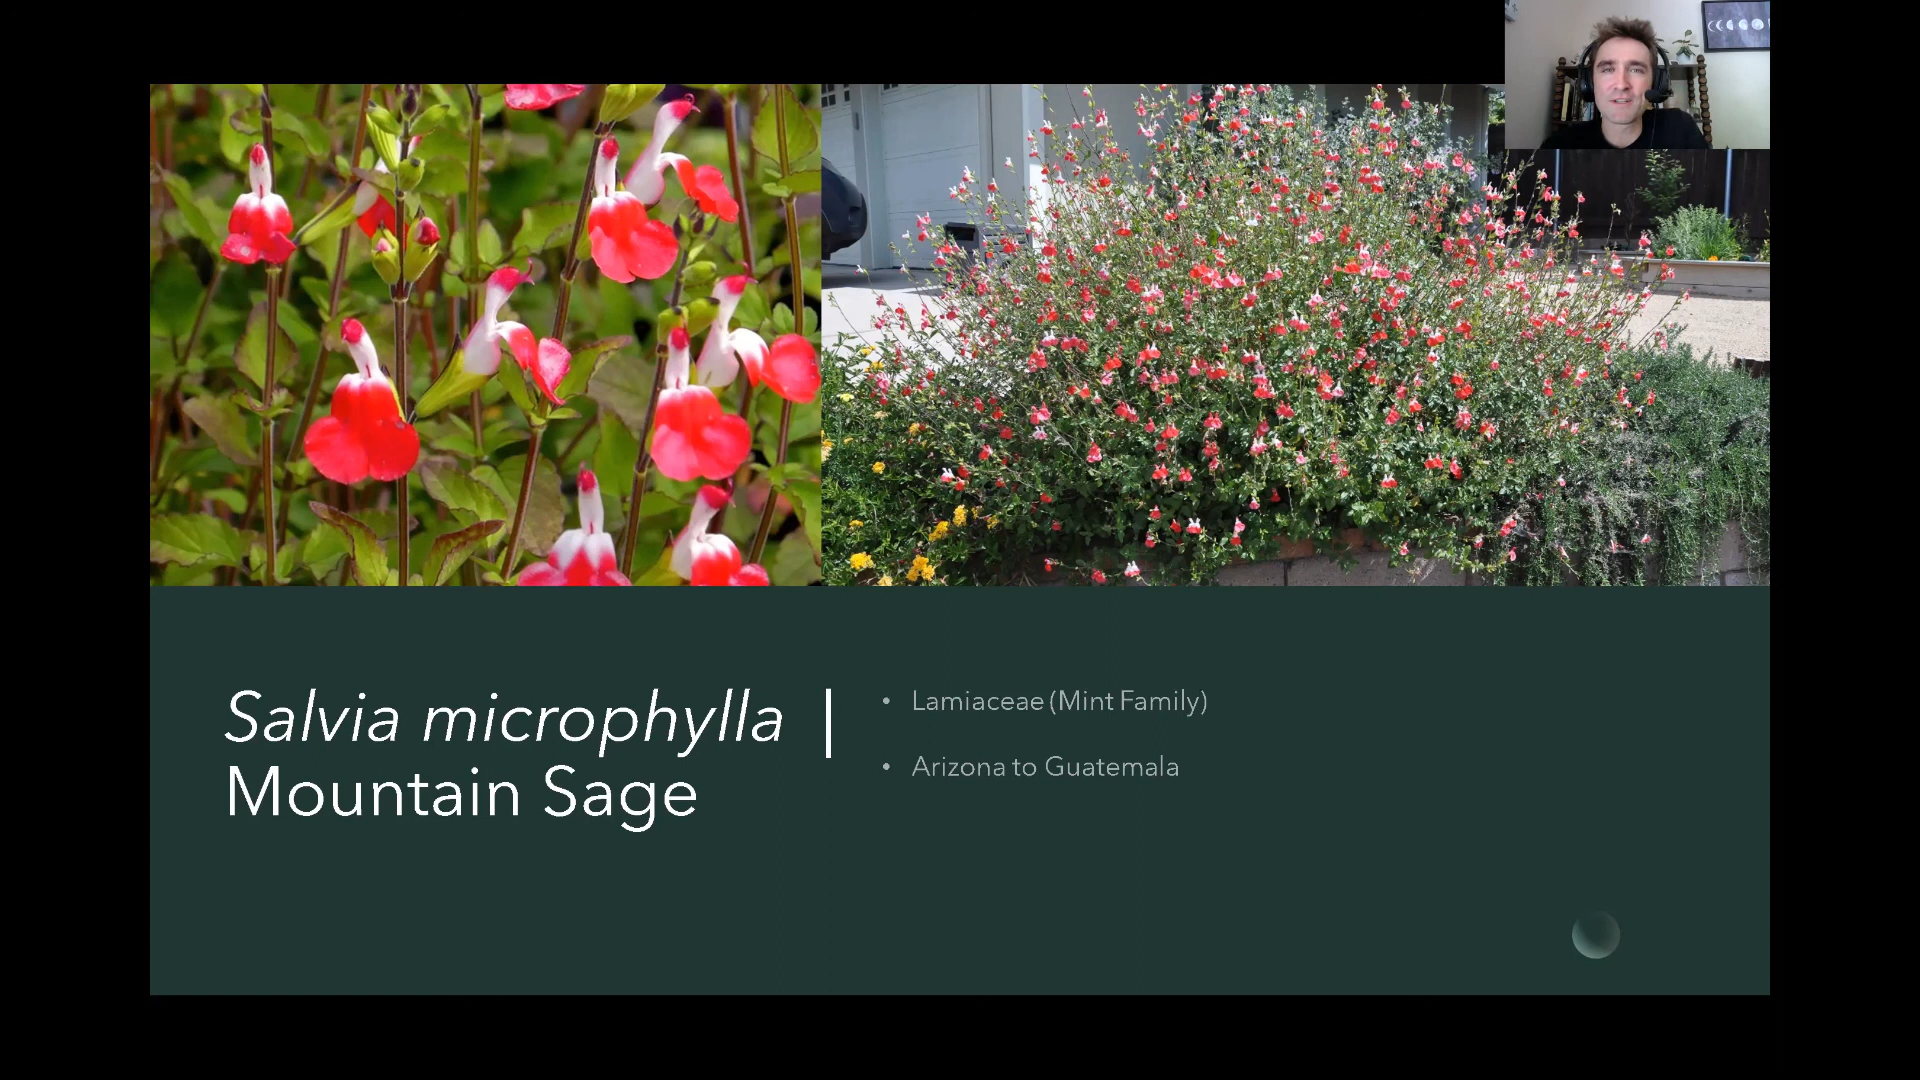 Salvia microphylla |
Mountain Sage
• Lamiaceae (Mint Family)
• Arizona to Guatemala